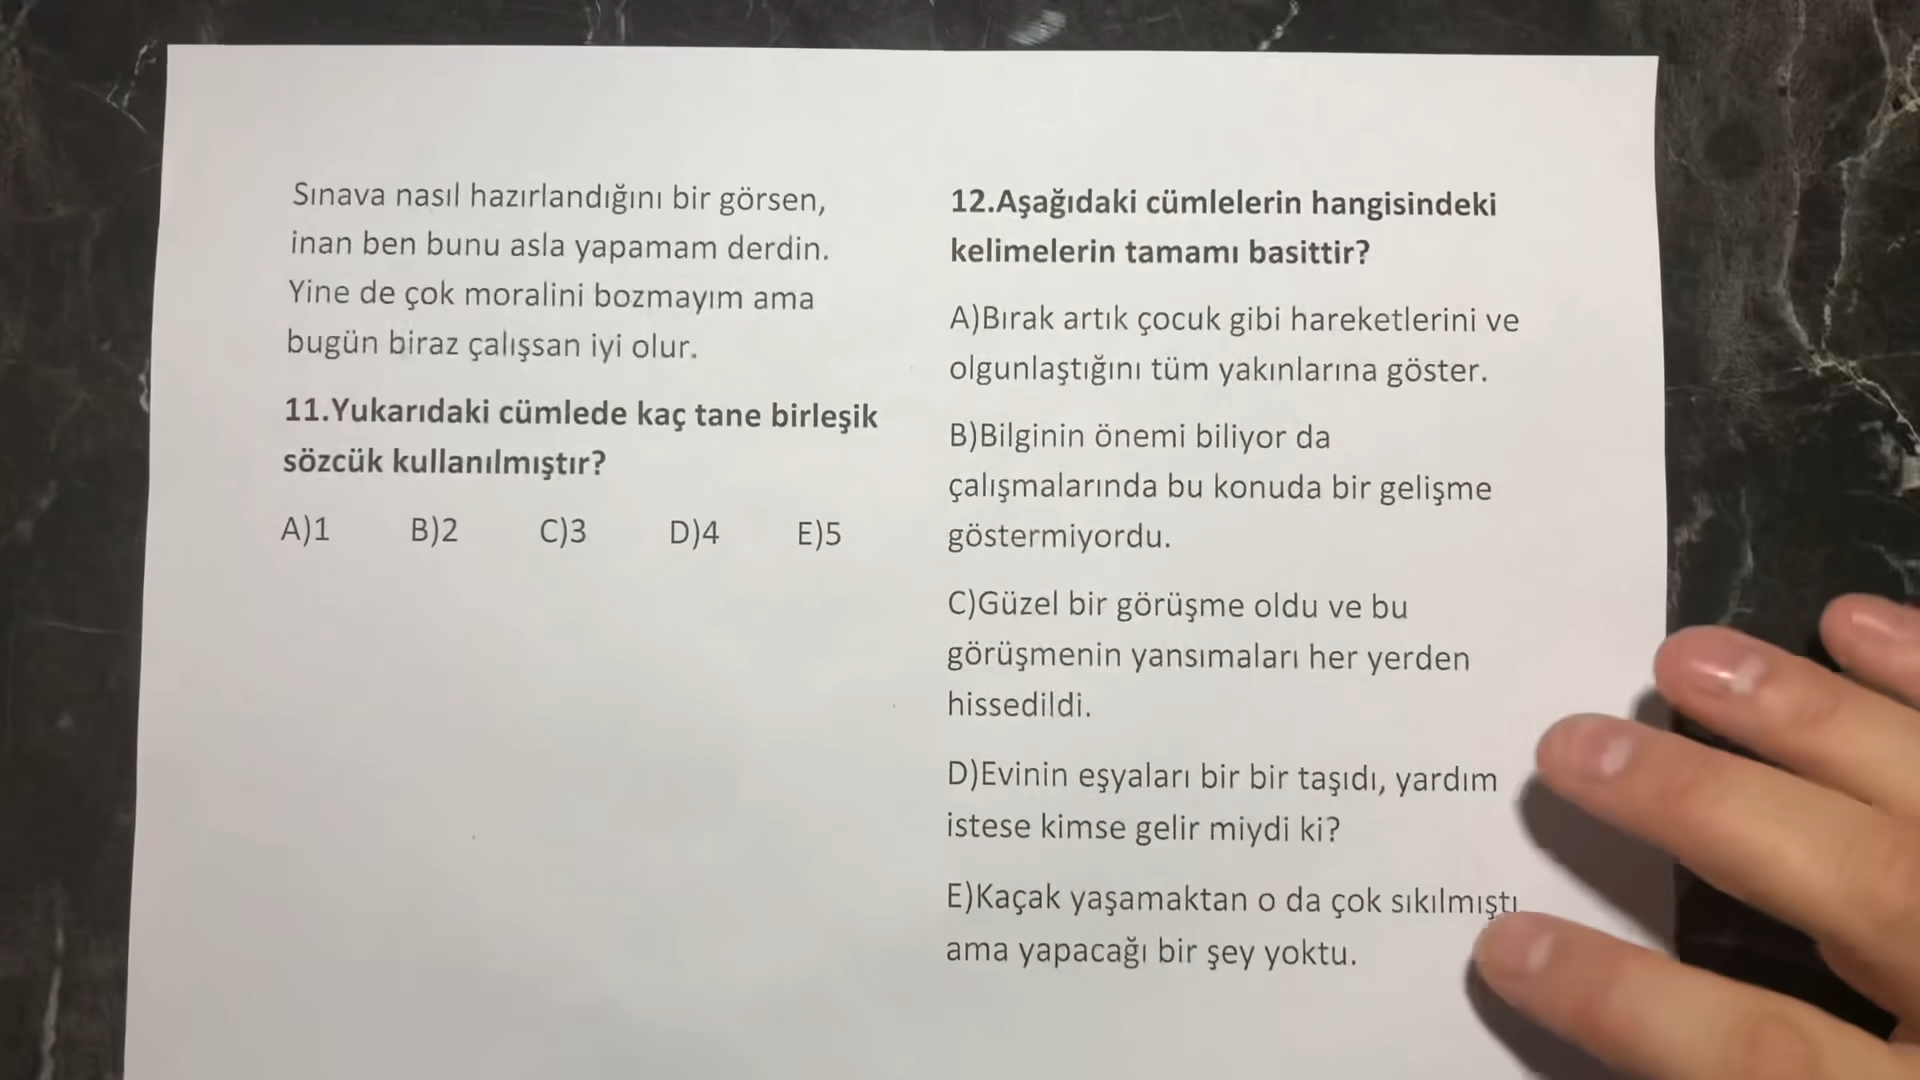 Sınava nasıl hazırlandığını bir görsen,
inan ben bunu asla yapamam derdin.
Yine de çok moralini bozmayım ama
bugün biraz çalışsan iyi olur.
11.Yukarıdaki cümlede kaç tane birleşik
sözcük kullanılmıştır?
A)1 B)2 C)3 D)4 E)5
12.Aşağıdaki cümlelerin hangisindeki
kelimelerin tamamı basittir?
A)Bırak artık çocuk gibi hareketlerini ve
olgunlaştığını tüm yakınlarına göster.
B)Bilginin önemi biliyor da
çalışmalarında bu konuda bir gelişme
göstermiyordu.
C)Güzel bir görüşme oldu ve bu
görüşmenin yansımaları her yerden
hissedildi.
D)Evinin eşyaları bir bir taşıdı, yardım
istese kimse gelir miydi ki?
E)Kaçak yaşamaktan o da çok sıkılmıştı
ama yapacağı bir şey yoktu.